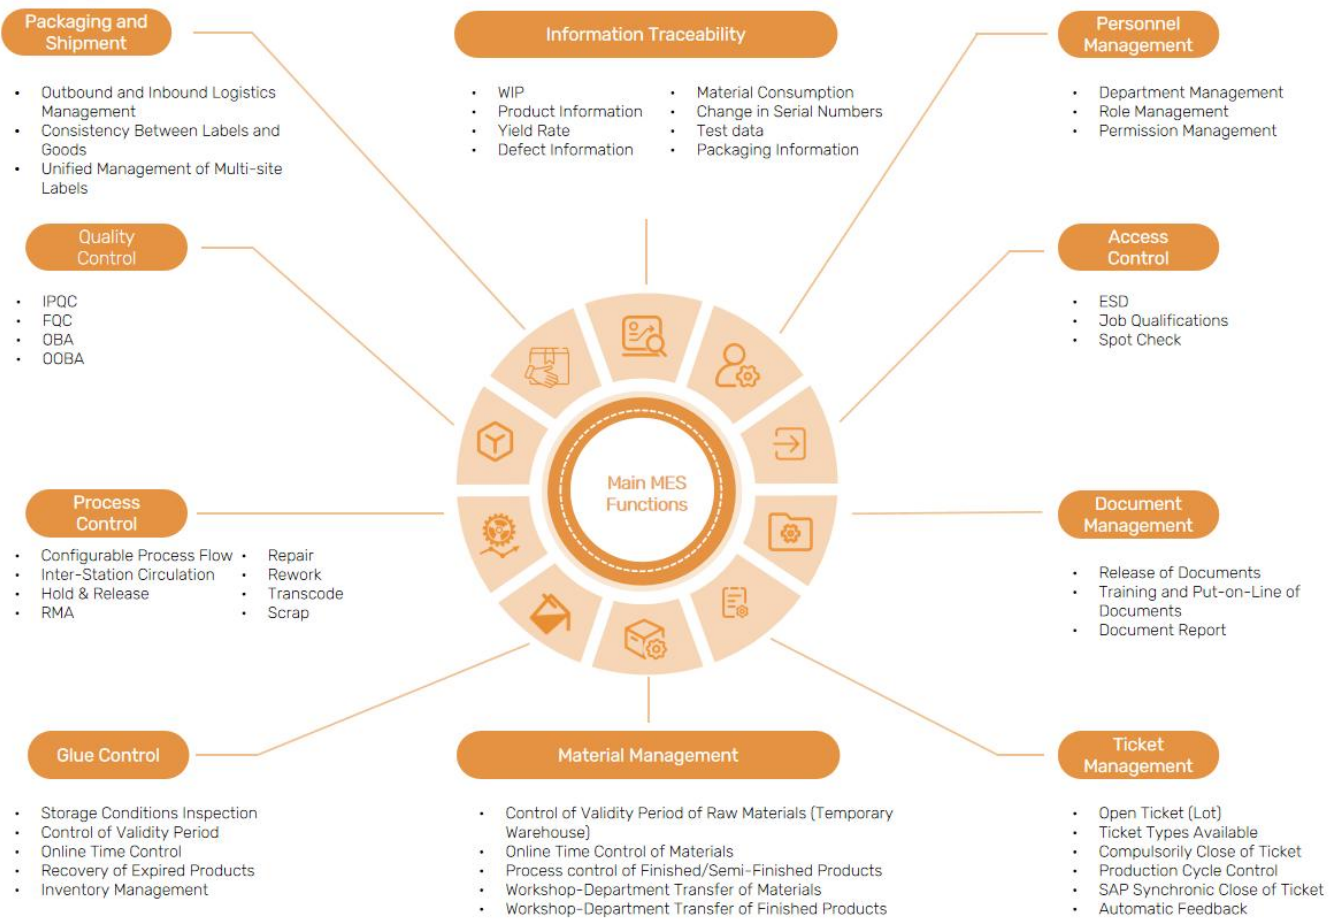 Packaging and
Shipment
• Outbound and Inbound Logistics
Management
• Consistency Between Labels and
Goods
• Unified Management of Multi-site
Labels
Information Traceability
• WIP
• Product Information
• Yield Rate
• Defect Information
• Material Consumption
• Change in Serial Numbers
• Test data
• Packaging Information
Personnel
Management
• Department Management
• Role Management
• Permission Management
Quality
Control
• IPQC
• FQC
• OBA
• OOBA
Access
Control
• ESD
• Job Qualifications
• Spot Check
Main MES
Functions
Process
Control
• Configurable Process Flow
• Inter-Station Circulation
• Hold & Release
• RMA
• Repair
• Rework
• Transcode
• Scrap
Document
Management
• Release of Documents
• Training and Put-on-Line of
Documents
• Document Report
Glue Control
• Storage Conditions Inspection
• Control of Validity Period
• Online Time Control
• Recovery of Expired Products
• Inventory Management
Material Management
• Control of Validity Period of Raw Materials (Temporary
Warehouse)
• Online Time Control of Materials
• Process control of Finished/Semi-Finished Products
• Workshop-Department Transfer of Materials
• Workshop-Department Transfer of Finished Products
Ticket
Management
• Open Ticket (Lot)
• Ticket Types Available
• Compulsorily Close of Ticket
• Production Cycle Control
• SAP Synchronic Close of Ticket
• Automatic Feedback